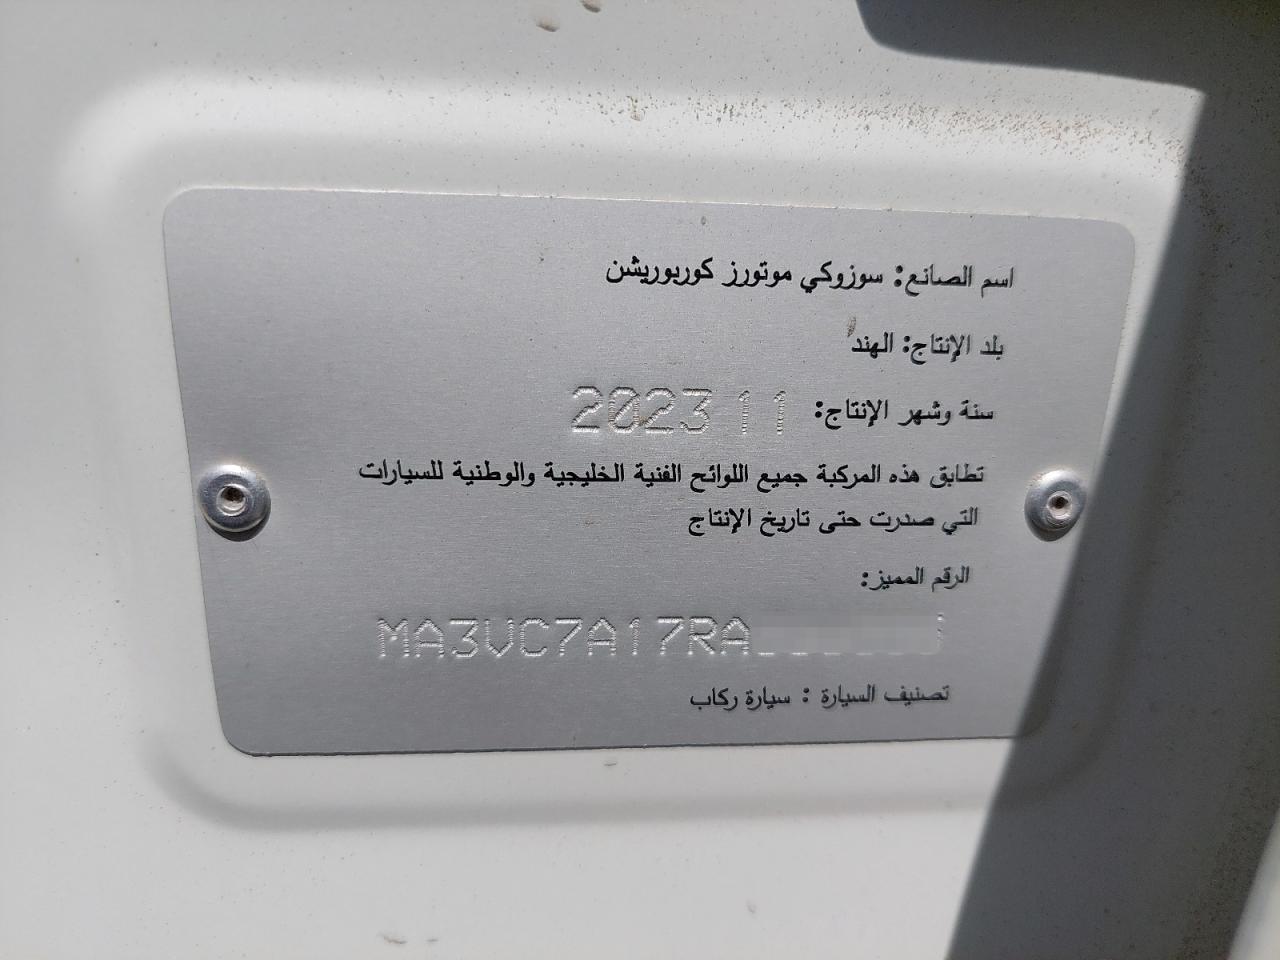 اسم الصانع: سوزوكي موتورز كوربوريشن
بلد الإنتاج: الهند
سنة وشهر الإنتاج: 2023 11
تطابق هذه المركبة جميع اللوائح الفنية الخليجية والوطنية للسيارات
التي صدرت حتى تاريخ الإنتاج
الرقم المميز:
MA3VC7A17RA
تصنيف السيارة : سيارة ركاب